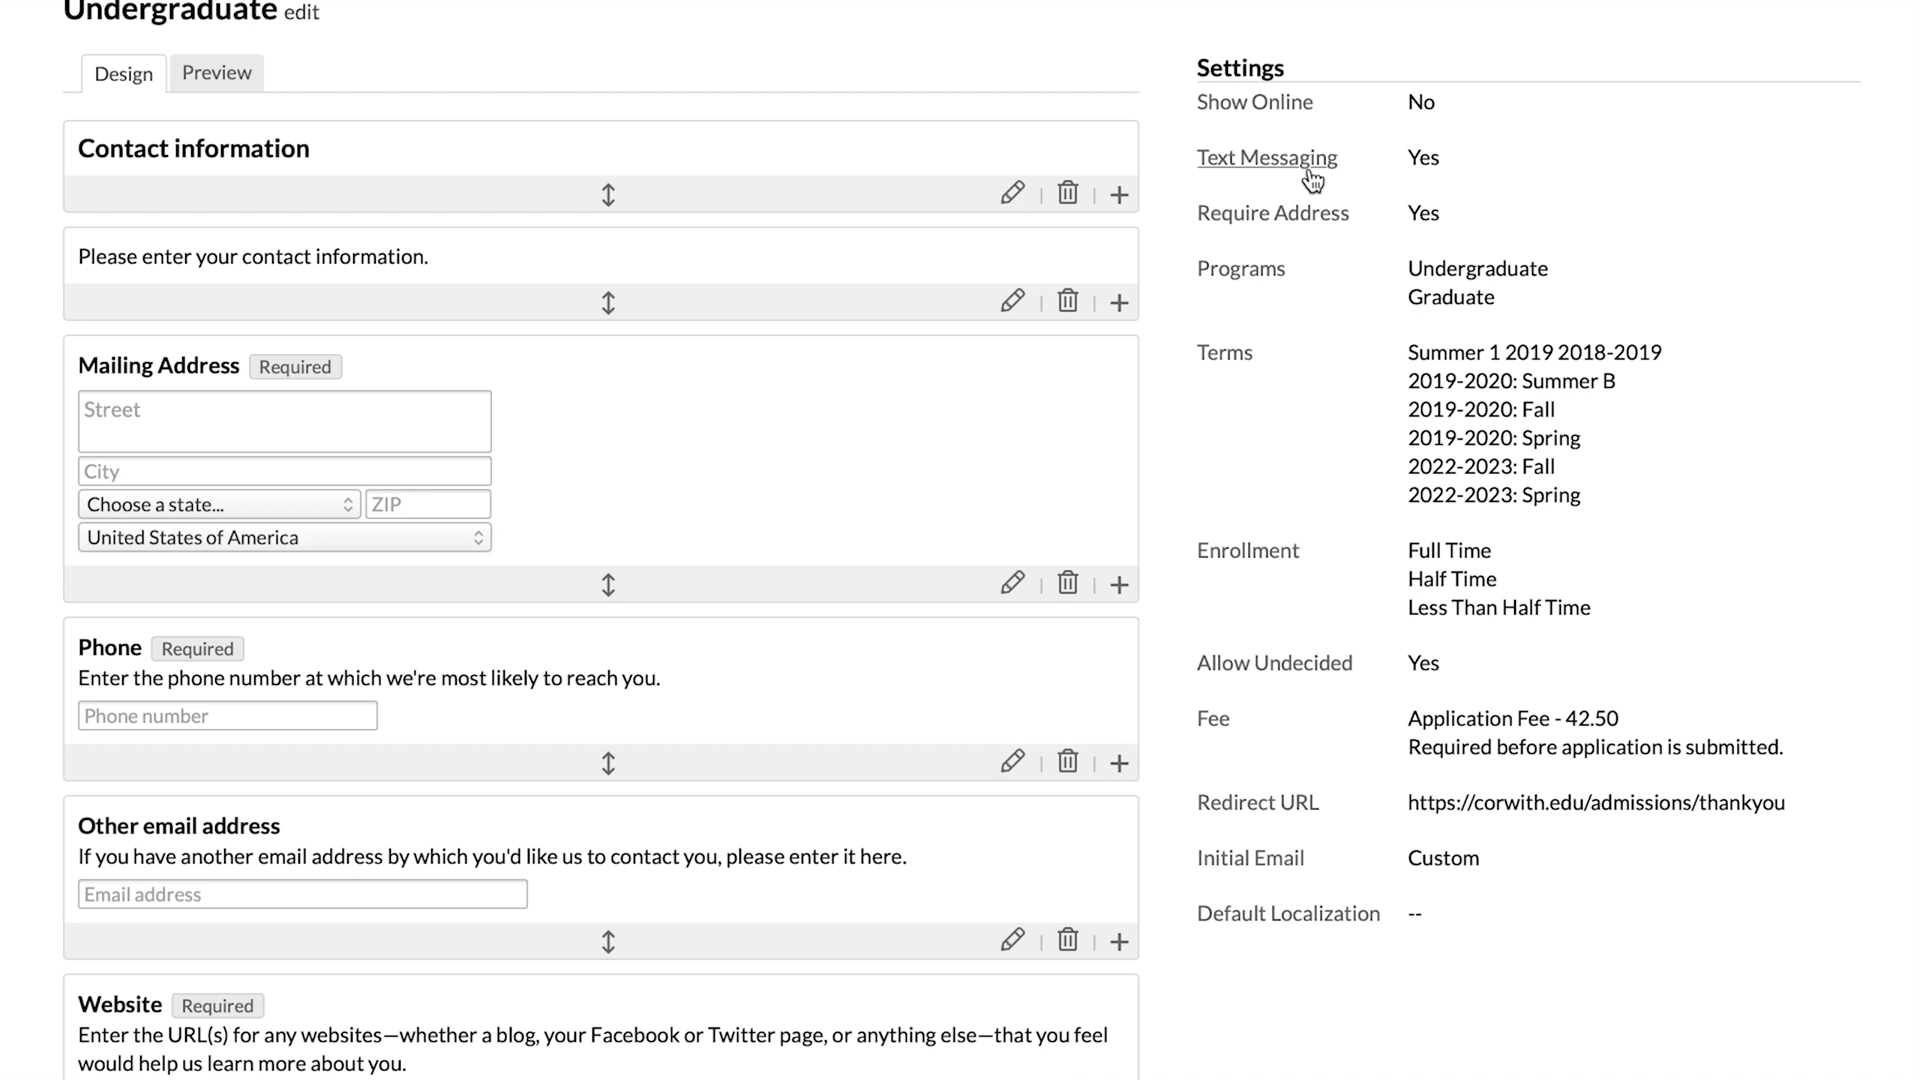 Undergraduate edit
Design
Preview
Contact information
Please enter your contact information.
Mailing Address Required
Street
City
Choose a state... ZIP
United States of America
Phone Required
Enter the phone number at which we're most likely to reach you.
Phone number
Other email address
If you have another email address by which you'd like us to contact you, please enter it here.
Email address
Website Required
Enter the URL(s) for any websites—whether a blog, your Facebook or Twitter page, or anything else—that you feel
would help us learn more about you.
Settings
Show Online No
Text Messaging Yes
Require Address Yes
Programs Undergraduate
Graduate
Terms Summer 1 2019 2018-2019
2019-2020: Summer B
2019-2020: Fall
2019-2020: Spring
2022-2023: Fall
2022-2023: Spring
Enrollment Full Time
Half Time
Less Than Half Time
Allow Undecided Yes
Fee Application Fee - 42.50
Required before application is submitted.
Redirect URL https://corwith.edu/admissions/thankyou
Initial Email Custom
Default Localization --